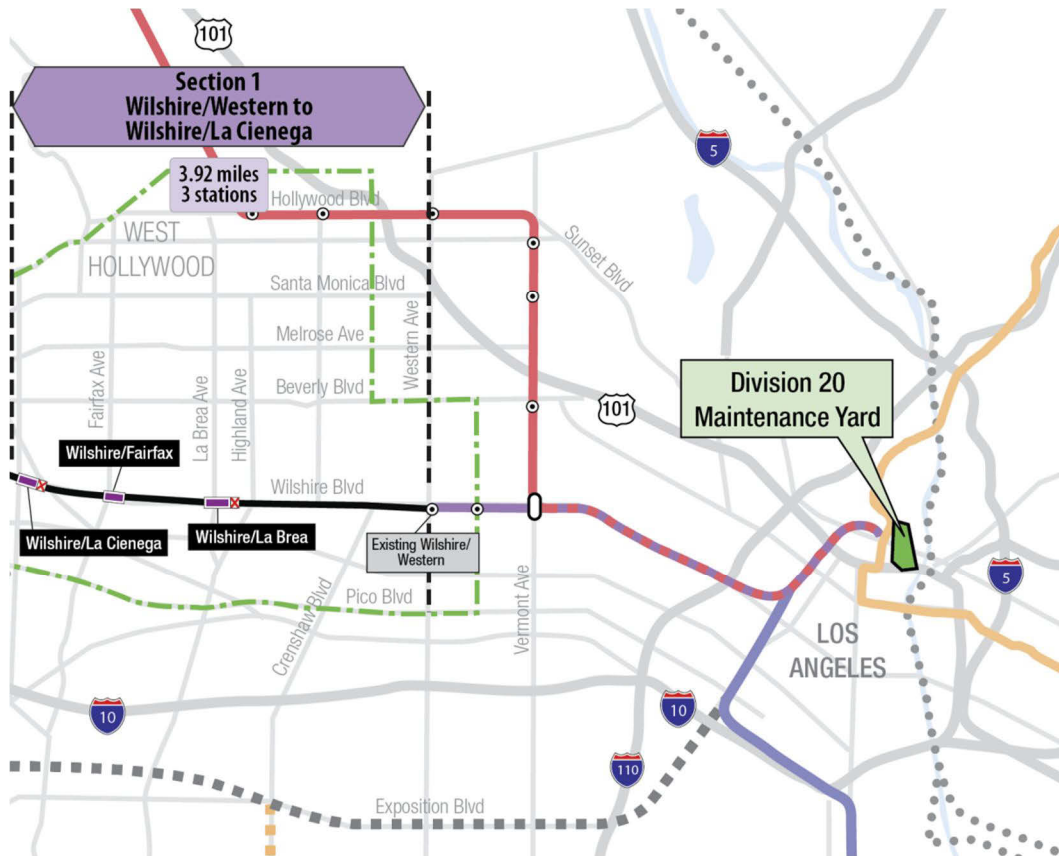 101
Section 1
Wilshire/Western to
Wilshire/La Cienega
3.92 miles
3 stations
5
Hollywood Blvd
WEST
HOLLYWOOD
Sunset Blvd
Santa Monica Blvd
Melrose Ave
Western Ave
Fairfax Ave
La Brea Ave
Highland Ave
Beverly Blvd
101
Division 20
Maintenance Yard
Wilshire/Fairfax
Wilshire Blvd
Wilshire/La Cienega
Wilshire/La Brea
Existing Wilshire/
Western
Pico Blvd
Crenshaw Blvd
Vermont Ave
5
LOS
ANGELES
10
10
110
Exposition Blvd